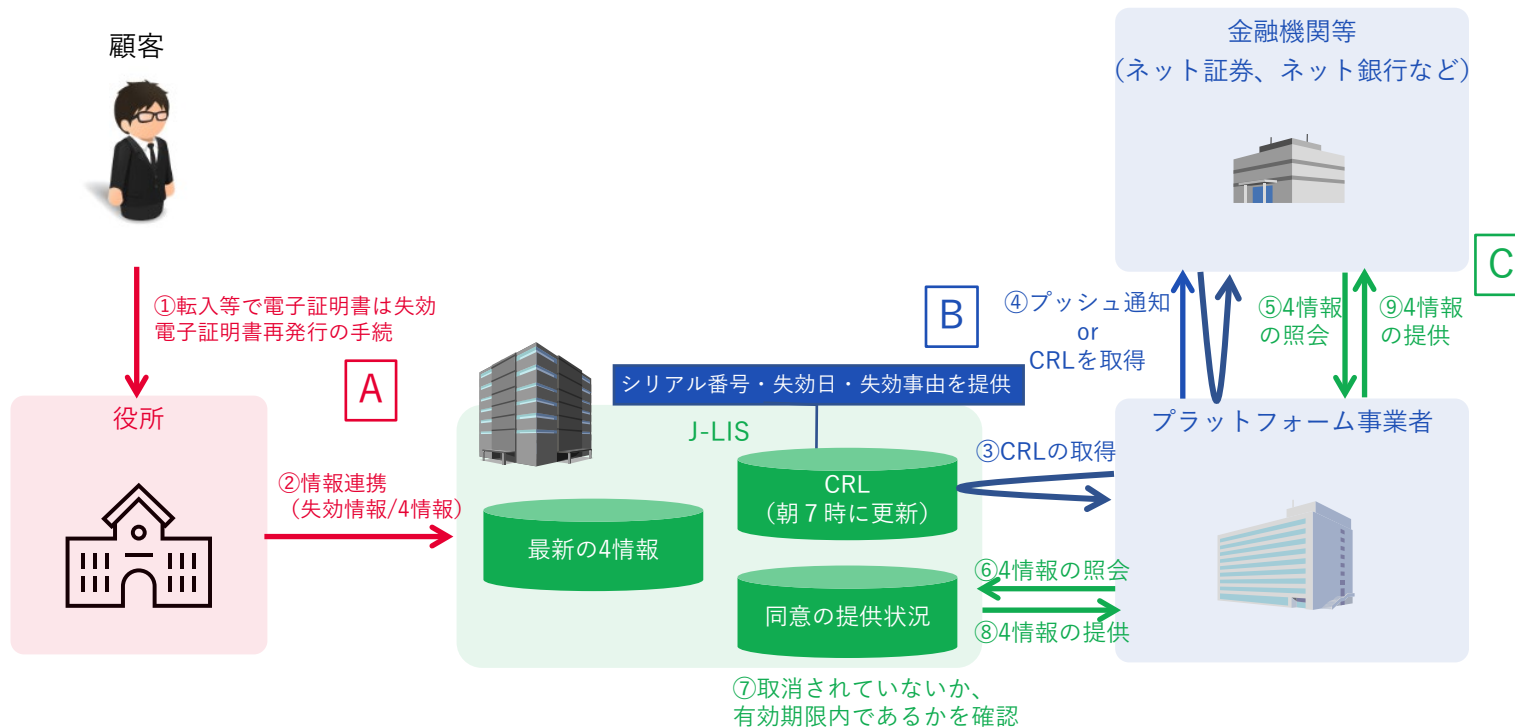 顧客
金融機関等
（ネット証券、ネット銀行など）
C
①転入等で電子証明書は失効
電子証明書再発行の手続
A
B
④プッシュ通知
or
CRLを取得
⑤4情報
の照会
⑨4情報
の提供
シリアル番号・失効日・失効事由を提供
役所
J-LIS
プラットフォーム事業者
②情報連携
（失効情報/4情報）
③CRLの取得
CRL
（朝７時に更新）
最新の4情報
⑥4情報の照会
同意の提供状況
⑧4情報の提供
⑦取消されていないか、
有効期限内であるかを確認